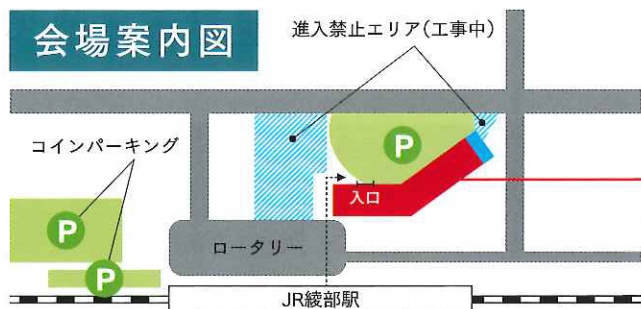 会場案内図
進入禁止エリア(工事中)
コインパーキング
P
入口
P
ロータリー
P
JR綾部駅